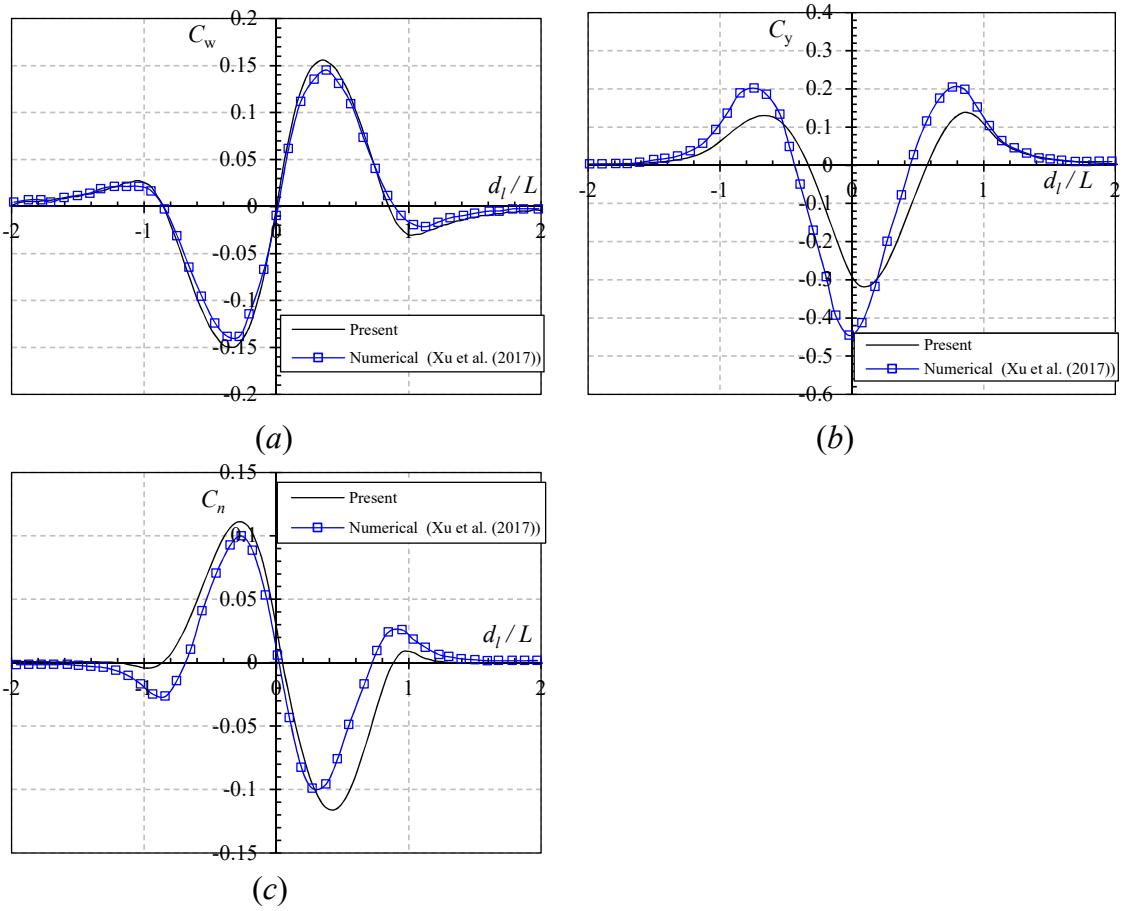 C_w
0.2
0.15
0.1
0.05
0
-0.05
-0.1
-0.15
-0.2
-2
-1
0
1
2
d_l / L
Present
Numerical (Xu et al. (2017))
(a)
C_y
0.4
0.3
0.2
0.1
0
-0.1
-0.2
-0.3
-0.4
-0.5
-0.6
-2
-1
0
1
2
d_l / L
Present
Numerical (Xu et al. (2017))
(b)
C_n
0.15
0.1
0.05
0
-0.05
-0.1
-0.15
-2
-1
0
1
2
d_l / L
Present
Numerical (Xu et al. (2017))
(c)